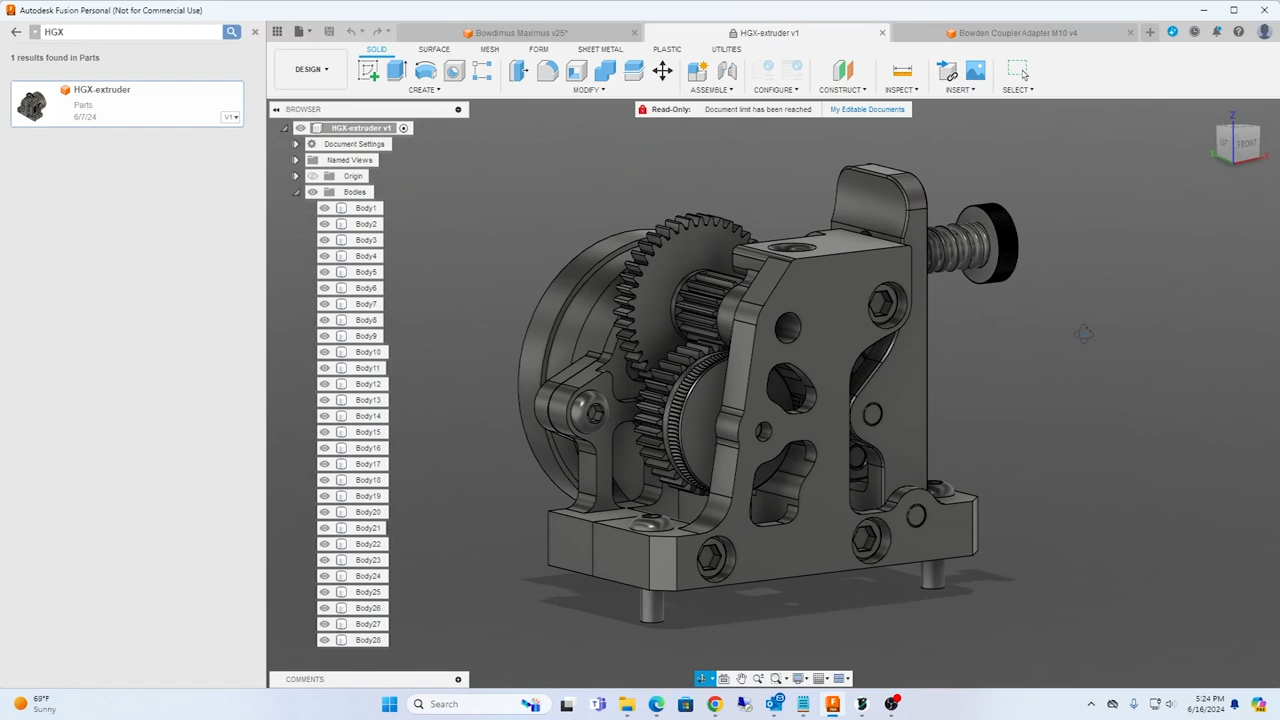 Autodesk Fusion Personal (Not for Commercial Use)
HGX
Bowdimus Maximus v25*
HGX-extruder v1
Bowden Coupler Adapter M10 v4
1 results found in Parts
HGX-extruder
Parts
6/7/24
V1
DESIGN
SOLID
SURFACE
MESH
FORM
SHEET METAL
PLASTIC
UTILITIES
CREATE
MODIFY
ASSEMBLE
CONFIGURE
CONSTRUCT
INSPECT
INSERT
SELECT
BROWSER
Read-Only:
Document limit has been reached
My Editable Documents
HGX-extruder v1
Document Settings
Named Views
Origin
Bodies
Body1
Body2
Body3
Body4
Body5
Body6
Body7
Body8
Body9
Body10
Body11
Body12
Body13
Body14
Body15
Body16
Body17
Body18
Body19
Body20
Body21
Body22
Body23
Body24
Body25
Body26
Body27
Body28
Z
FRONT
Y
X
COMMENTS
69°F
Sunny
Search
5:24 PM
6/16/2024